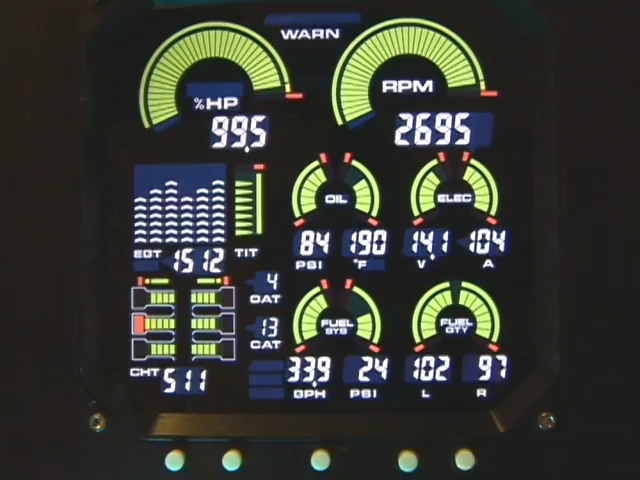 WARN
%HP
99.5
RPM
2695
OIL
84 190
PSI °F
ELEC
14.1 104
V A
EGT 1512 TIT
4
OAT
13
CAT
CHT 511
FUEL
SYS
33.9 24
GPH PSI
FUEL
QTY
102 97
L R